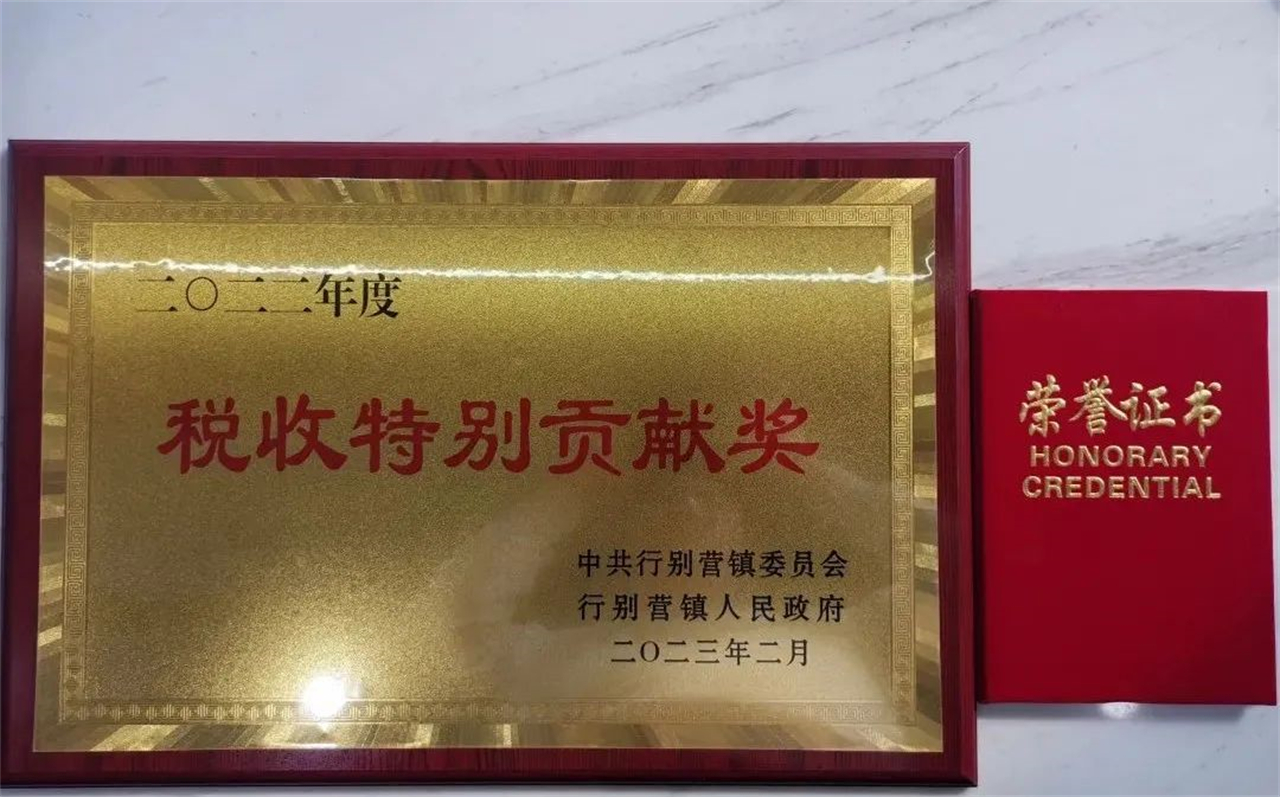 二〇二二年度
税收特别贡献奖
中共行别营镇委员会
行别营镇人民政府
二〇二三年二月
荣誉证书
HONORARY
CREDENTIAL